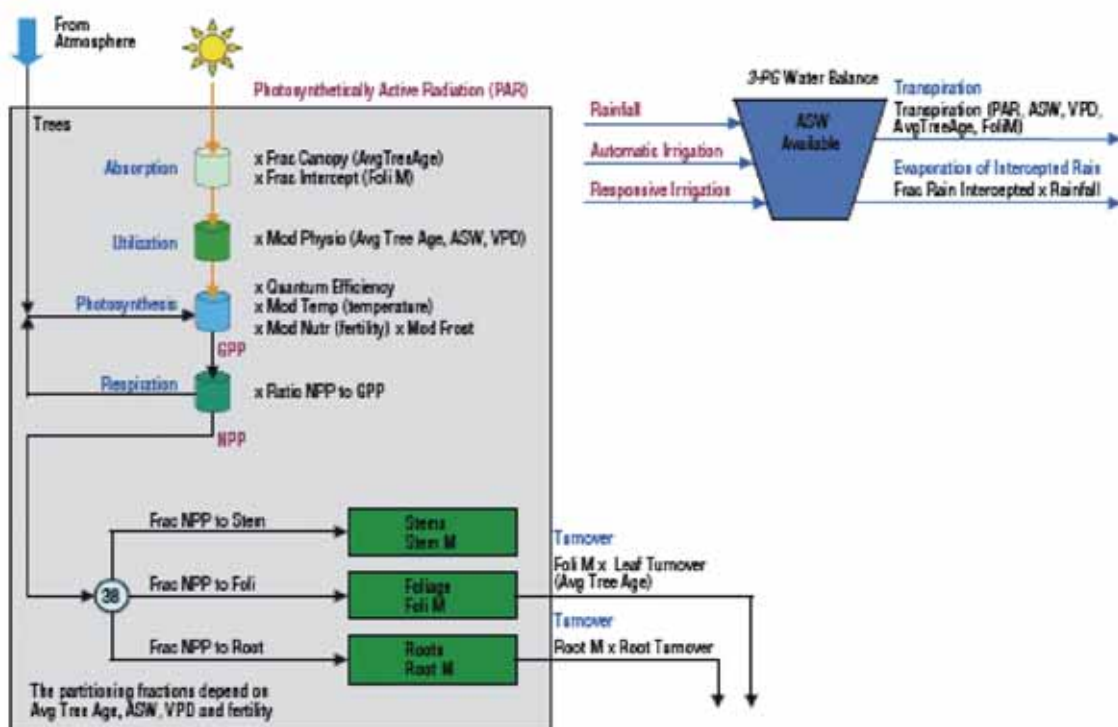 From
Atmosphere
Photosynthetically Active Radiation (PAR)
Trees
Absorption
x Frac Canopy (AvgTreeAge)
x Frac Intercept (Foli M)
Utilization
x Mod Physio (Avg Tree Age, ASW, VPD)
Photosynthesis
x Quantum Efficiency
x Mod Temp (temperature)
x Mod Nutr (fertility) x Mod Frost
GPP
Respiration
x Ratio NPP to GPP
NPP
Frac NPP to Stem
Stems
Stem M
38
Frac NPP to Foli
Foliage
Foli M
Frac NPP to Root
Roots
Root M
The partitioning fractions depend on
Avg Tree Age, ASW, VPD and fertility
Turnover
Foli M x Leaf Turnover
(Avg Tree Age)
Turnover
Root M x Root Turnover
3-PG Water Balance
Rainfall
Automatic Irrigation
Responsive Irrigation
ASW
Available
Transpiration
Transpiration (PAR, ASW, VPD,
AvgTreeAge, FoliM)
Evaporation of Intercepted Rain
Frac Rain Intercepted x Rainfall